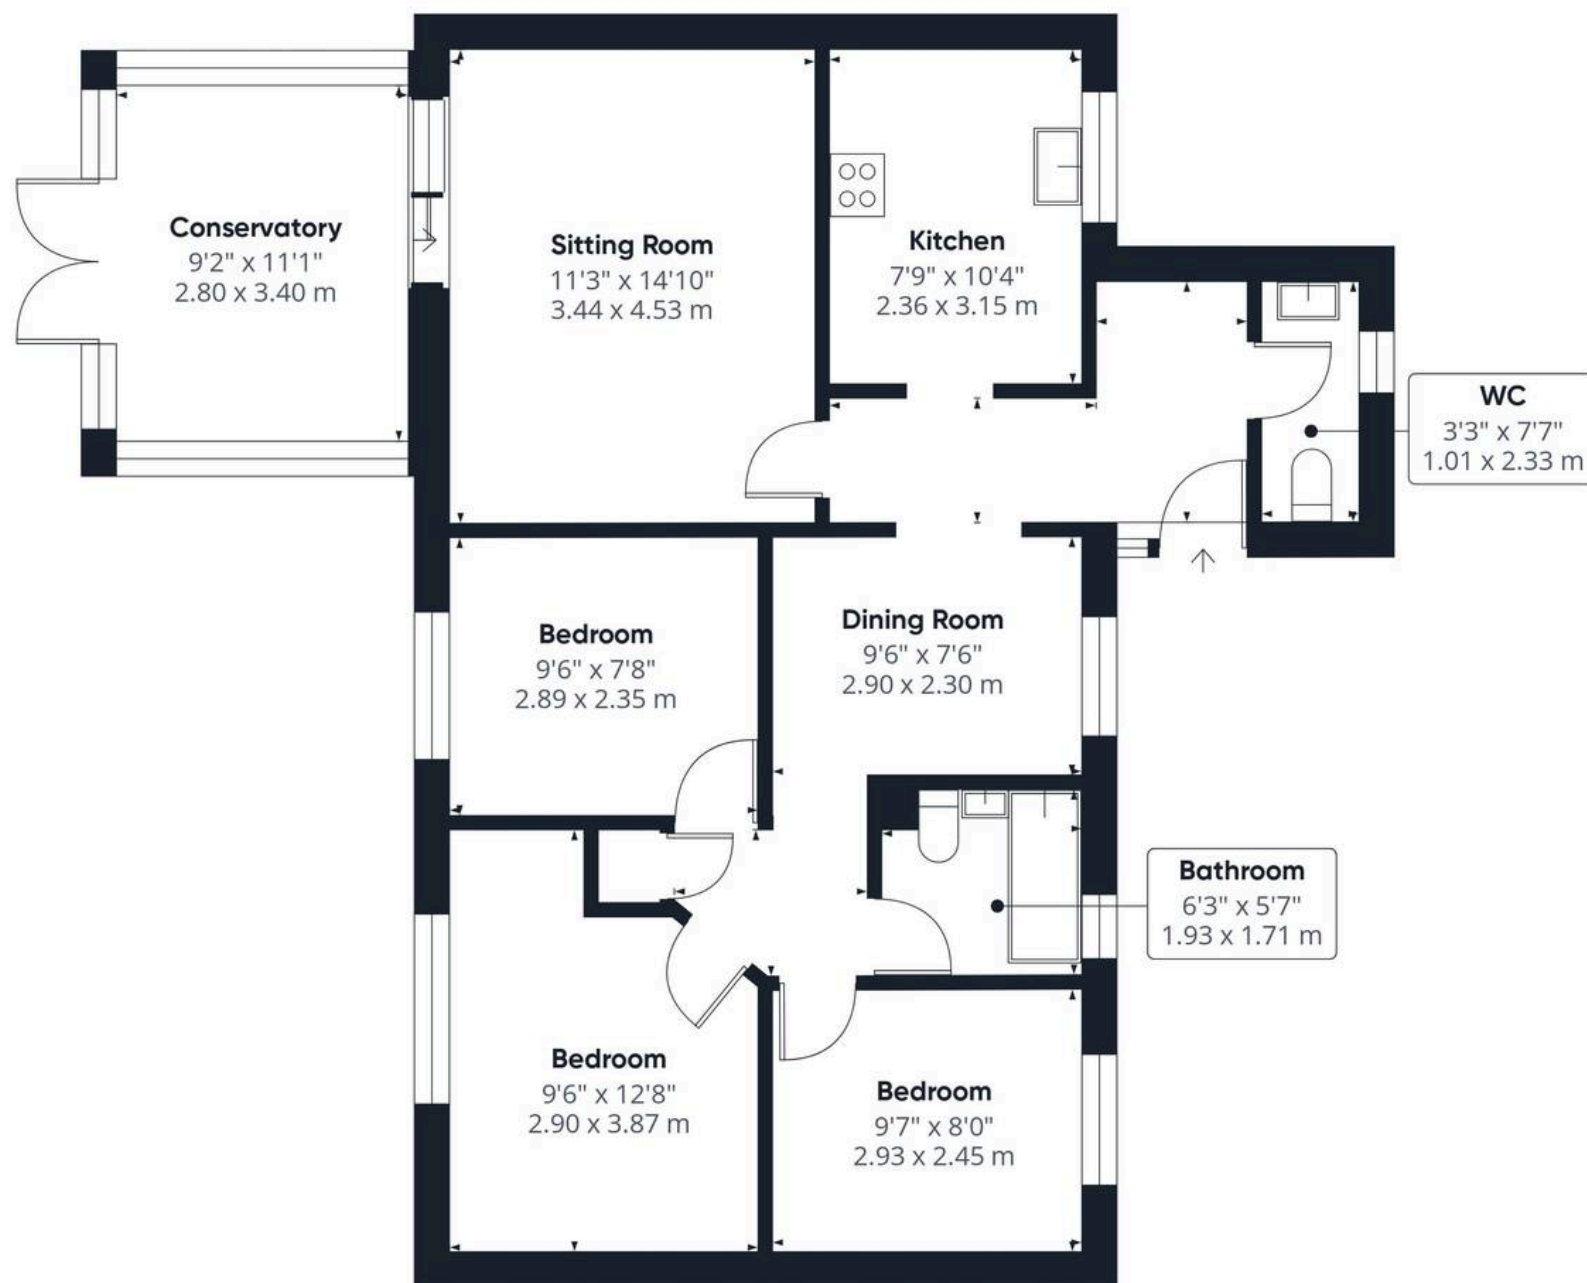 Conservatory
9'2" x 11'1"
2.80 x 3.40 m
Sitting Room
11'3" x 14'10"
3.44 x 4.53 m
Kitchen
7'9" x 10'4"
2.36 x 3.15 m
WC
3'3" x 7'7"
1.01 x 2.33 m
Bedroom
9'6" x 7'8"
2.89 x 2.35 m
Dining Room
9'6" x 7'6"
2.90 x 2.30 m
Bathroom
6'3" x 5'7"
1.93 x 1.71 m
Bedroom
9'6" x 12'8"
2.90 x 3.87 m
Bedroom
9'7" x 8'0"
2.93 x 2.45 m